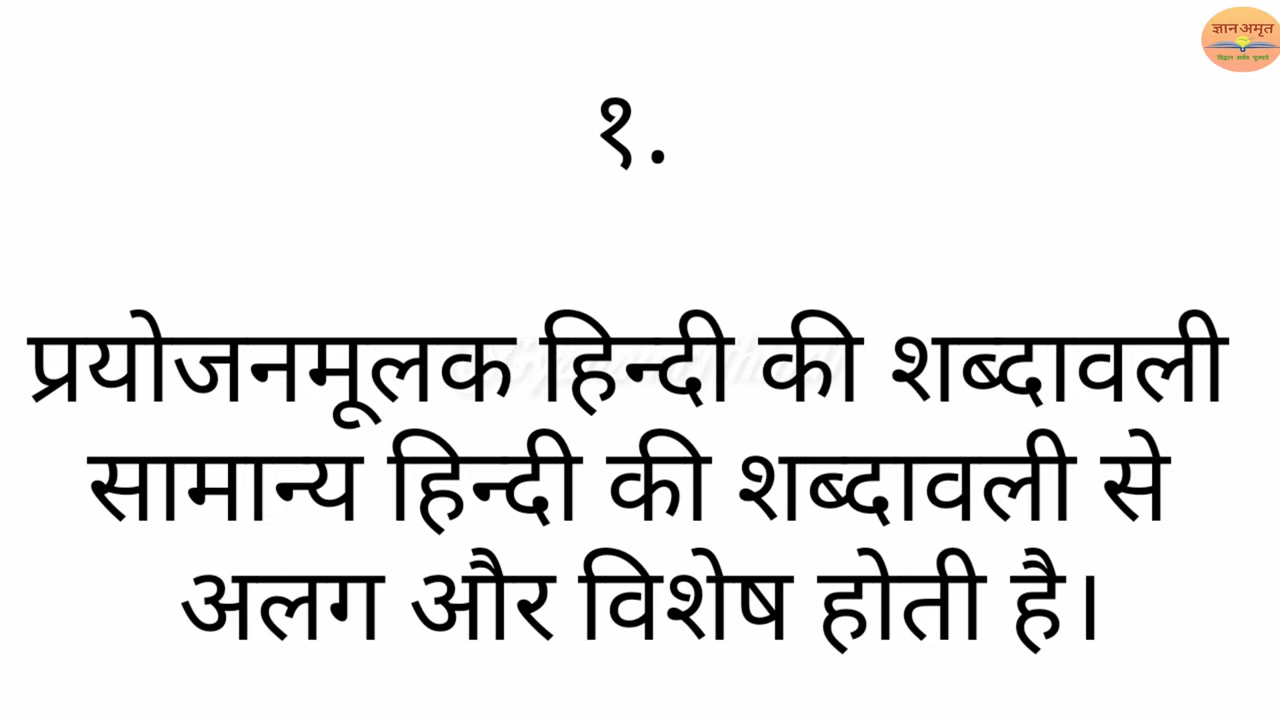 ज्ञान अमृत
१.
प्रयोजनमूलक हिन्दी की शब्दावली
सामान्य हिन्दी की शब्दावली से
अलग और विशेष होती है।